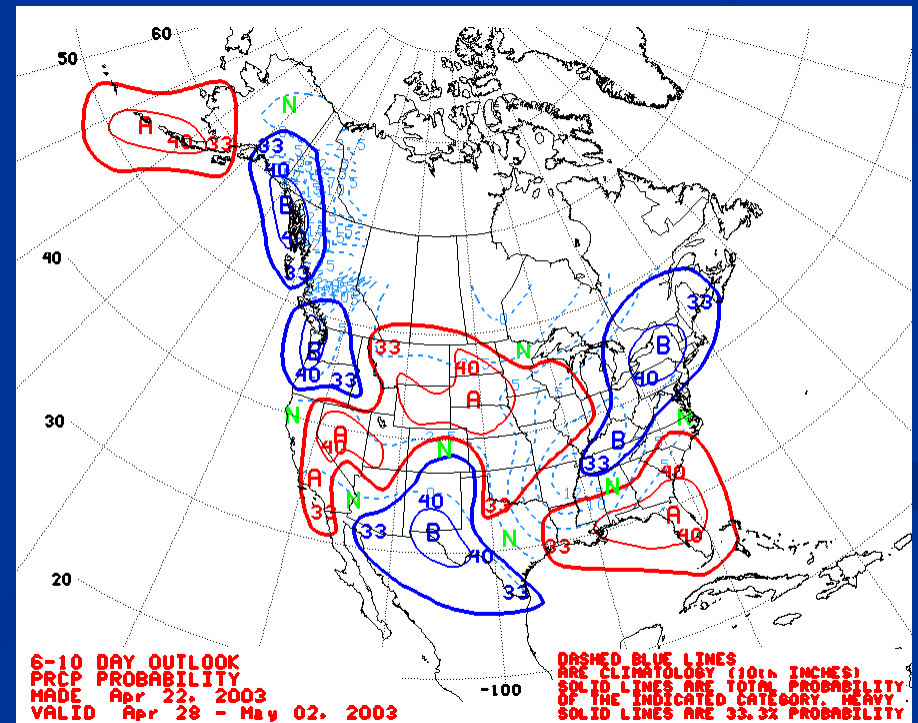 60
50
N
A
40 33
33
40
B
40
40
33
33
33
B
33
N
40
B
40
40 33
A
N
A
40
N
B
N
33
A
40
N
40
N
33
33
40
A
33
B
N
33
40
30
40
B
40
33
20
6-10 DAY OUTLOOK
PRCP PROBABILITY
MADE Apr 22, 2003
VALID Apr 28 - May 02, 2003
-100
DASHED BLUE LINES
ARE CLIMATOLOGY (10th INCHES)
SOLID LINES ARE TOTAL PROBABILITY
OF THE INDICATED CATEGORY. HEAVY
SOLID LINES ARE 33.3% PROBABILITY